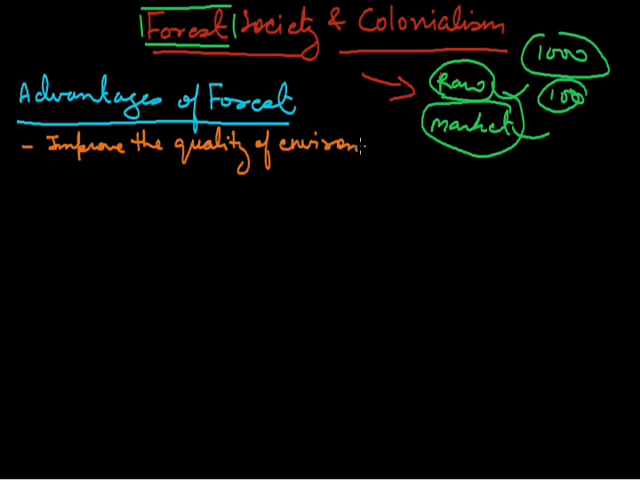 Forest Society & Colonialism
1000
Raw
100
Market
Advantages of Forest
- Improve the quality of environ